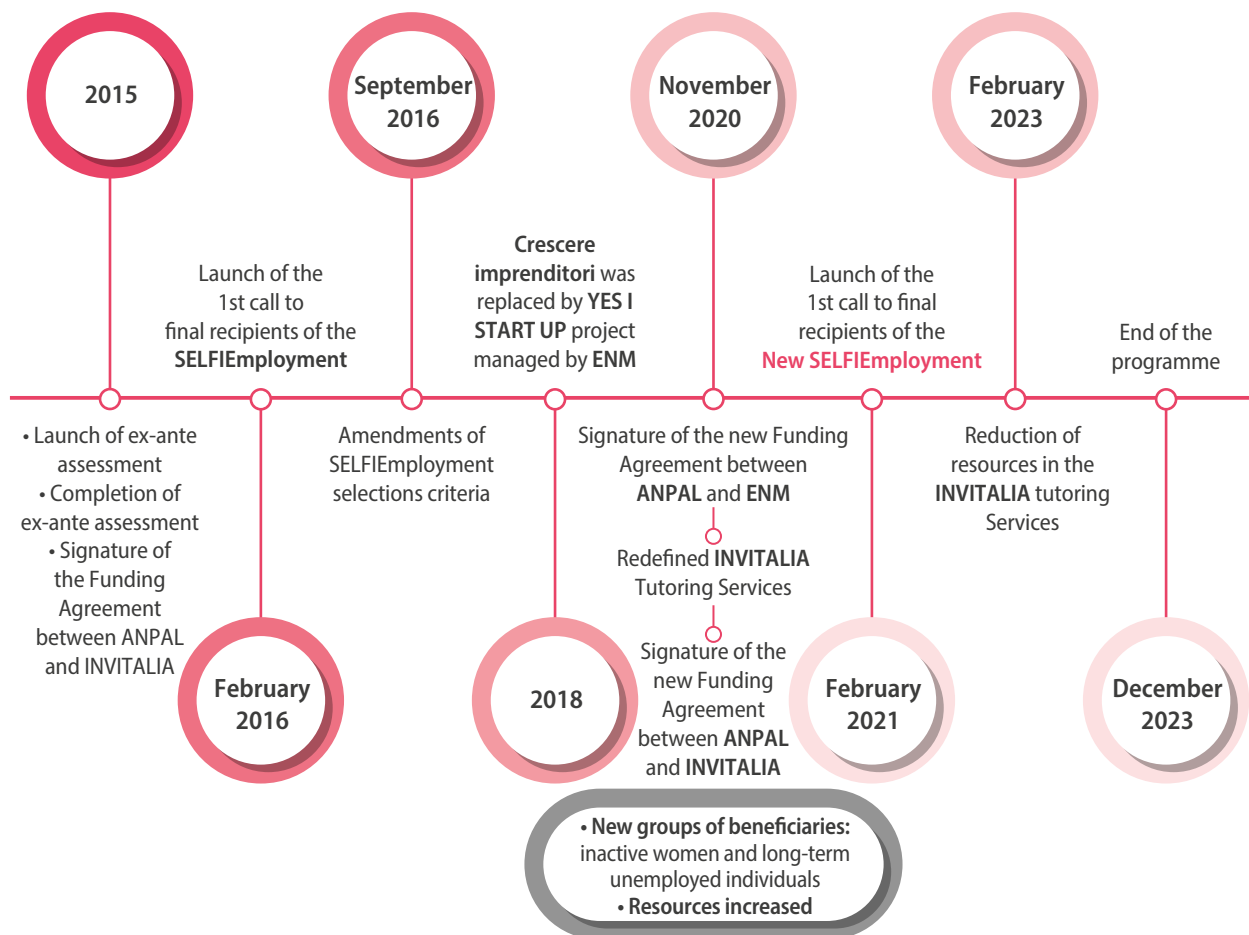 2015
• Launch of ex-ante
assessment
• Completion of
ex-ante assessment
• Signature of
the Funding
Agreement
between ANPAL
and INVITALIA
Launch of the
1st call to
final recipients of the
SELFIEmployment
February
2016
September
2016
Amendments of
SELFIEmployment
selections criteria
Crescere
imprenditori was
replaced by YES I
START UP project
managed by ENM
2018
November
2020
Signature of the new Funding
Agreement between
ANPAL and ENM
Redefined INVITALIA
Tutoring Services
Signature of the
new Funding
Agreement
between ANPAL
and INVITALIA
• New groups of beneficiaries:
inactive women and long-term
unemployed individuals
• Resources increased
Launch of the
1st call to final
recipients of the
New SELFIEmployment
February
2021
February
2023
Reduction of
resources in the
INVITALIA tutoring
Services
End of the
programme
December
2023